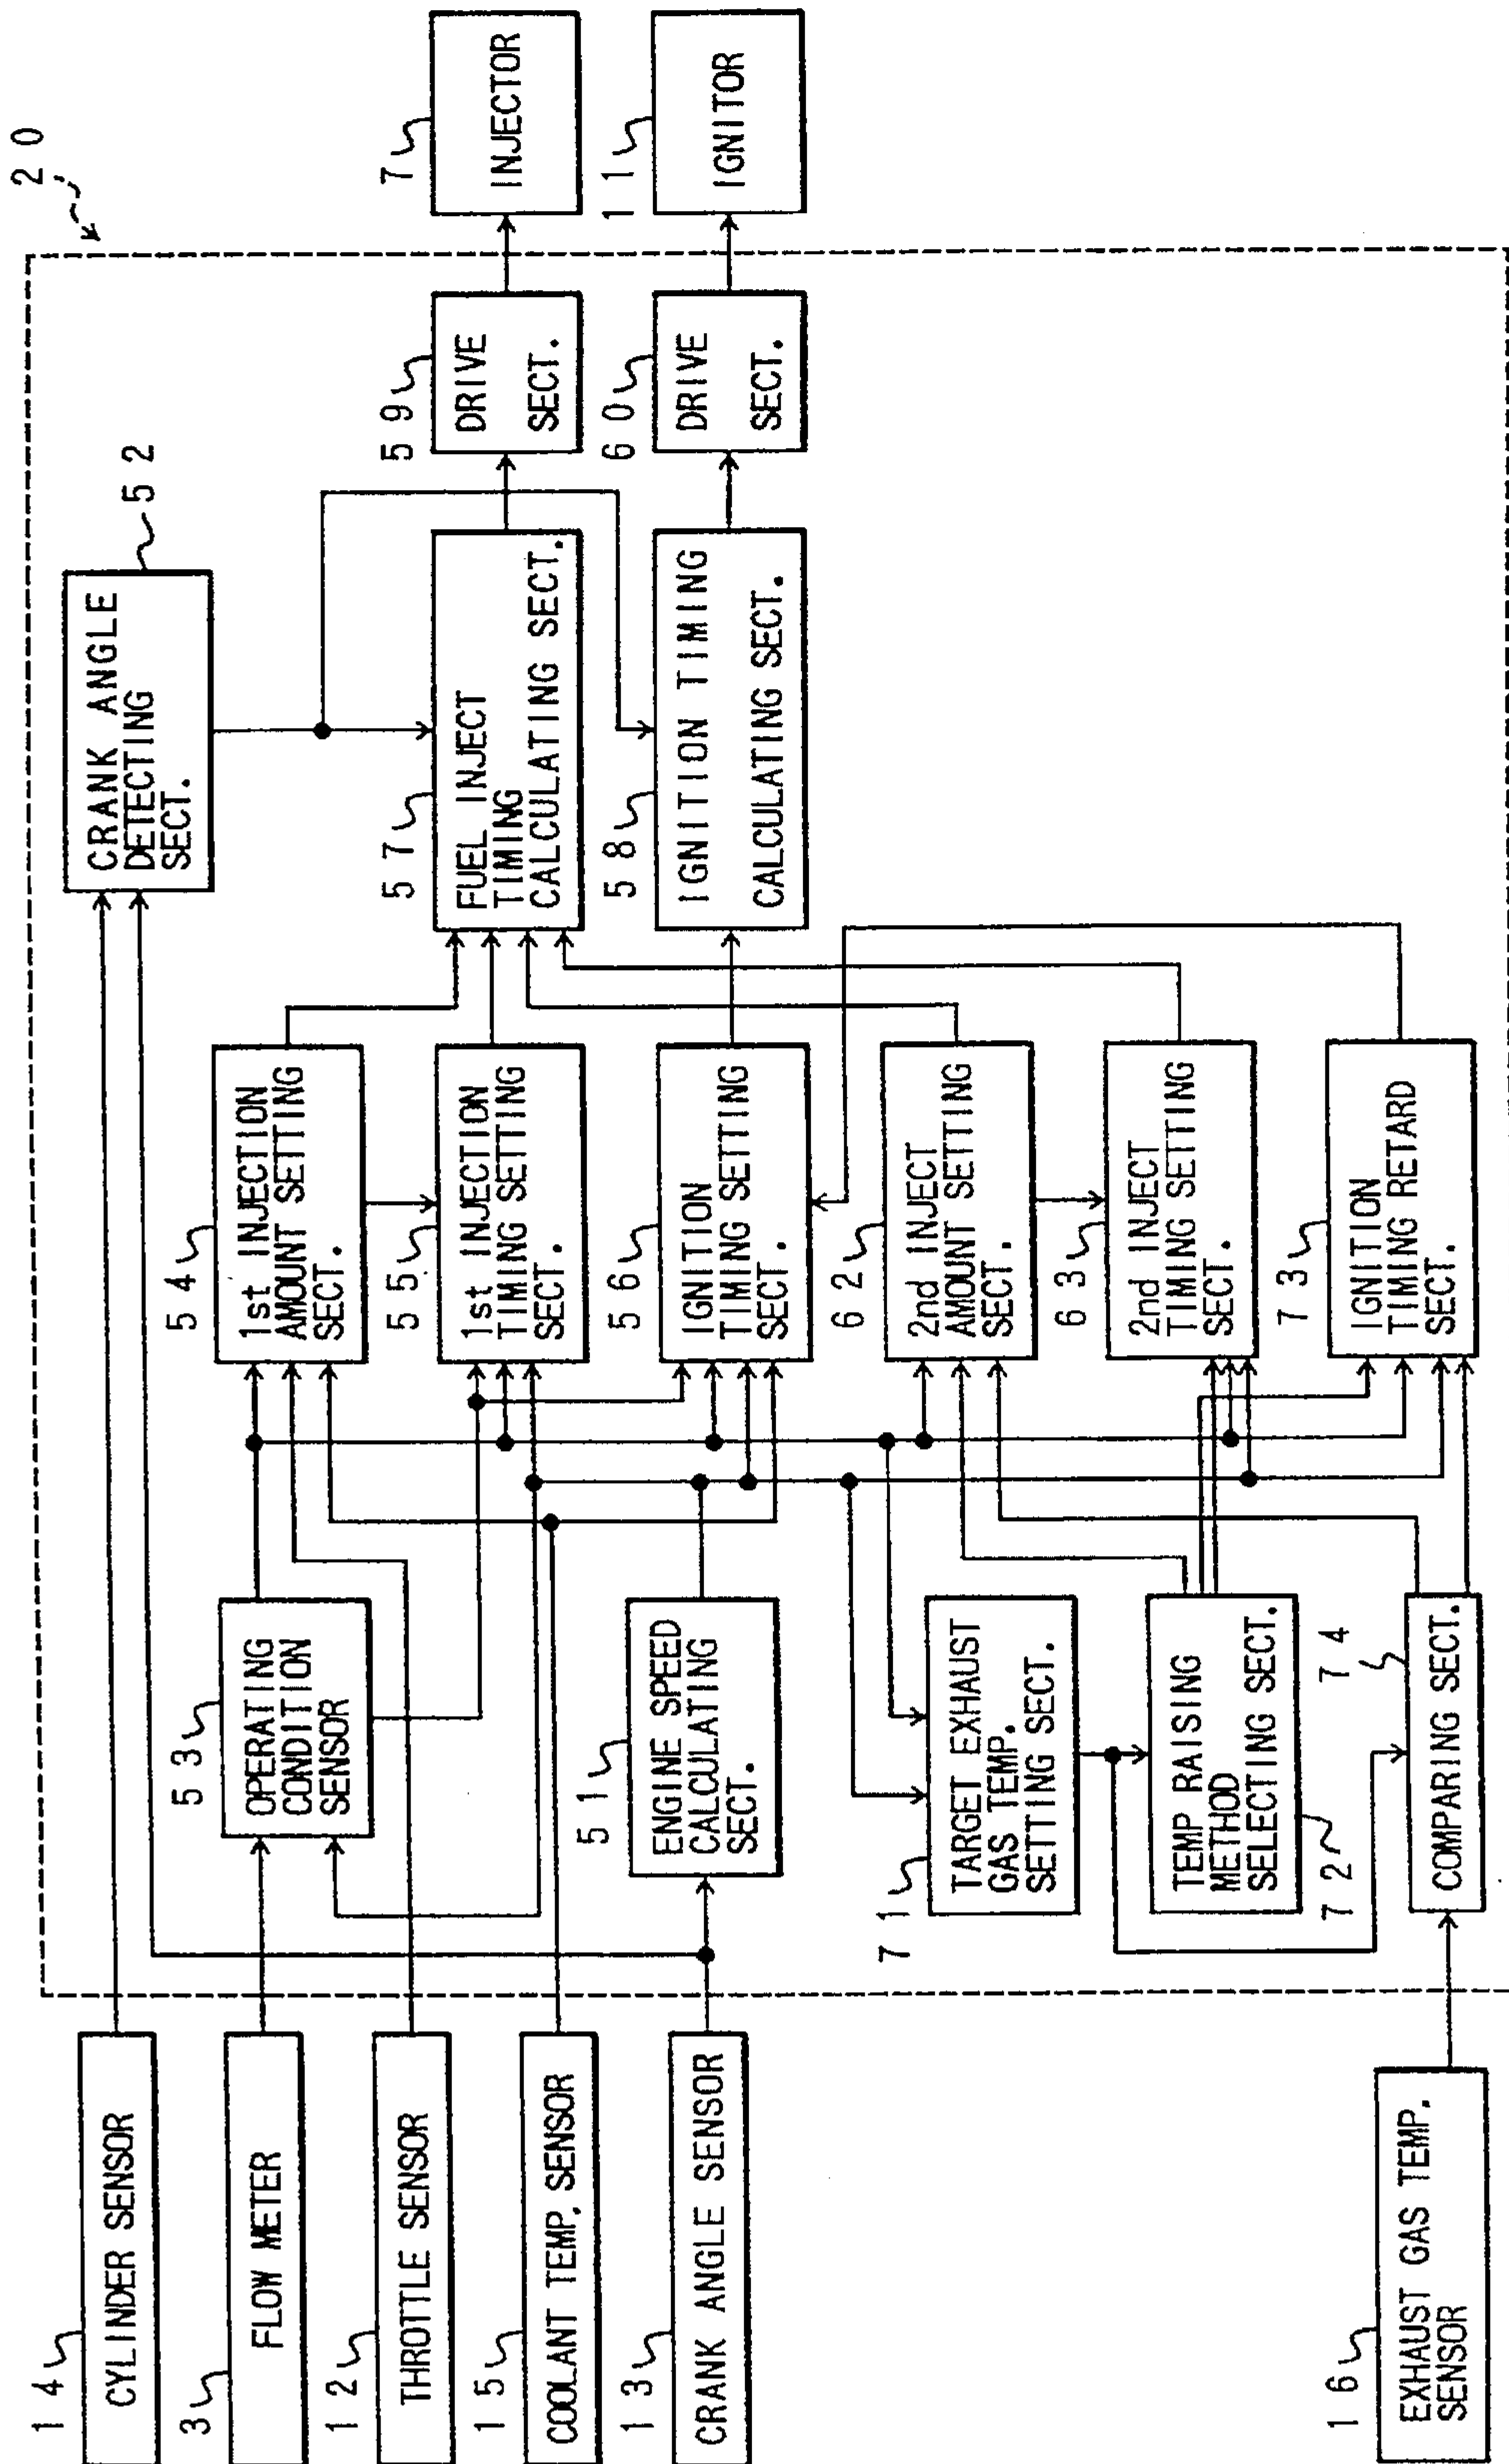 20
14
CYLINDER SENSOR
3
FLOW METER
12
THROTTLE SENSOR
15
COOLANT TEMP. SENSOR
13
CRANK ANGLE SENSOR
16
EXHAUST GAS TEMP.
SENSOR
53
OPERATING
CONDITION
SENSOR
51
ENGINE SPEED
CALCULATING
SECT.
71
TARGET EXHAUST
GAS TEMP.
SETTING SECT.
72
TEMP RAISING
METHOD
SELECTING SECT.
74
COMPARING SECT.
54
1st INJECTION
AMOUNT SETTING
SECT.
55
1st INJECTION
TIMING SETTING
SECT.
56
IGNITION
TIMING SETTING
SECT.
62
2nd INJECT
AMOUNT SETTING
SECT.
63
2nd INJECT
TIMING SETTING
SECT.
73
IGNITION
TIMING RETARD
SECT.
52
CRANK ANGLE
DETECTING
SECT.
57
FUEL INJECT
TIMING
CALCULATING SECT.
58
IGNITION TIMING
CALCULATING SECT.
59
DRIVE
SECT.
60
DRIVE
SECT.
7
INJECTOR
11
IGNITOR